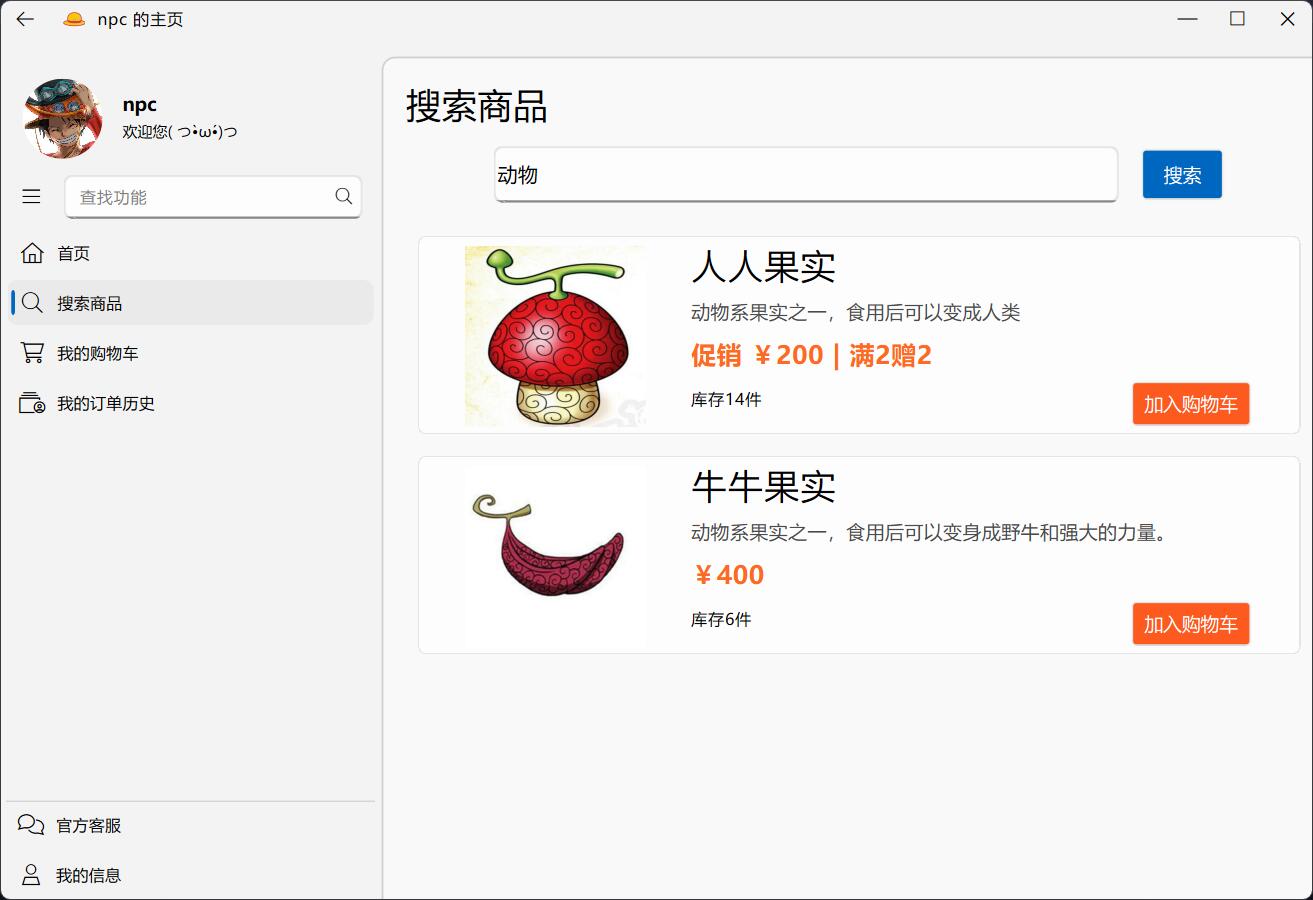 npc 的主页
npc
欢迎您( つ•̀ω•́)つ
查找功能
首页
搜索商品
我的购物车
我的订单历史
官方客服
我的信息
搜索商品
动物
搜索
人人果实
动物系果实之一，食用后可以变成人类
促销 ￥200 | 满2赠2
库存14件
加入购物车
牛牛果实
动物系果实之一，食用后可以变身成野牛和强大的力量。
￥400
库存6件
加入购物车